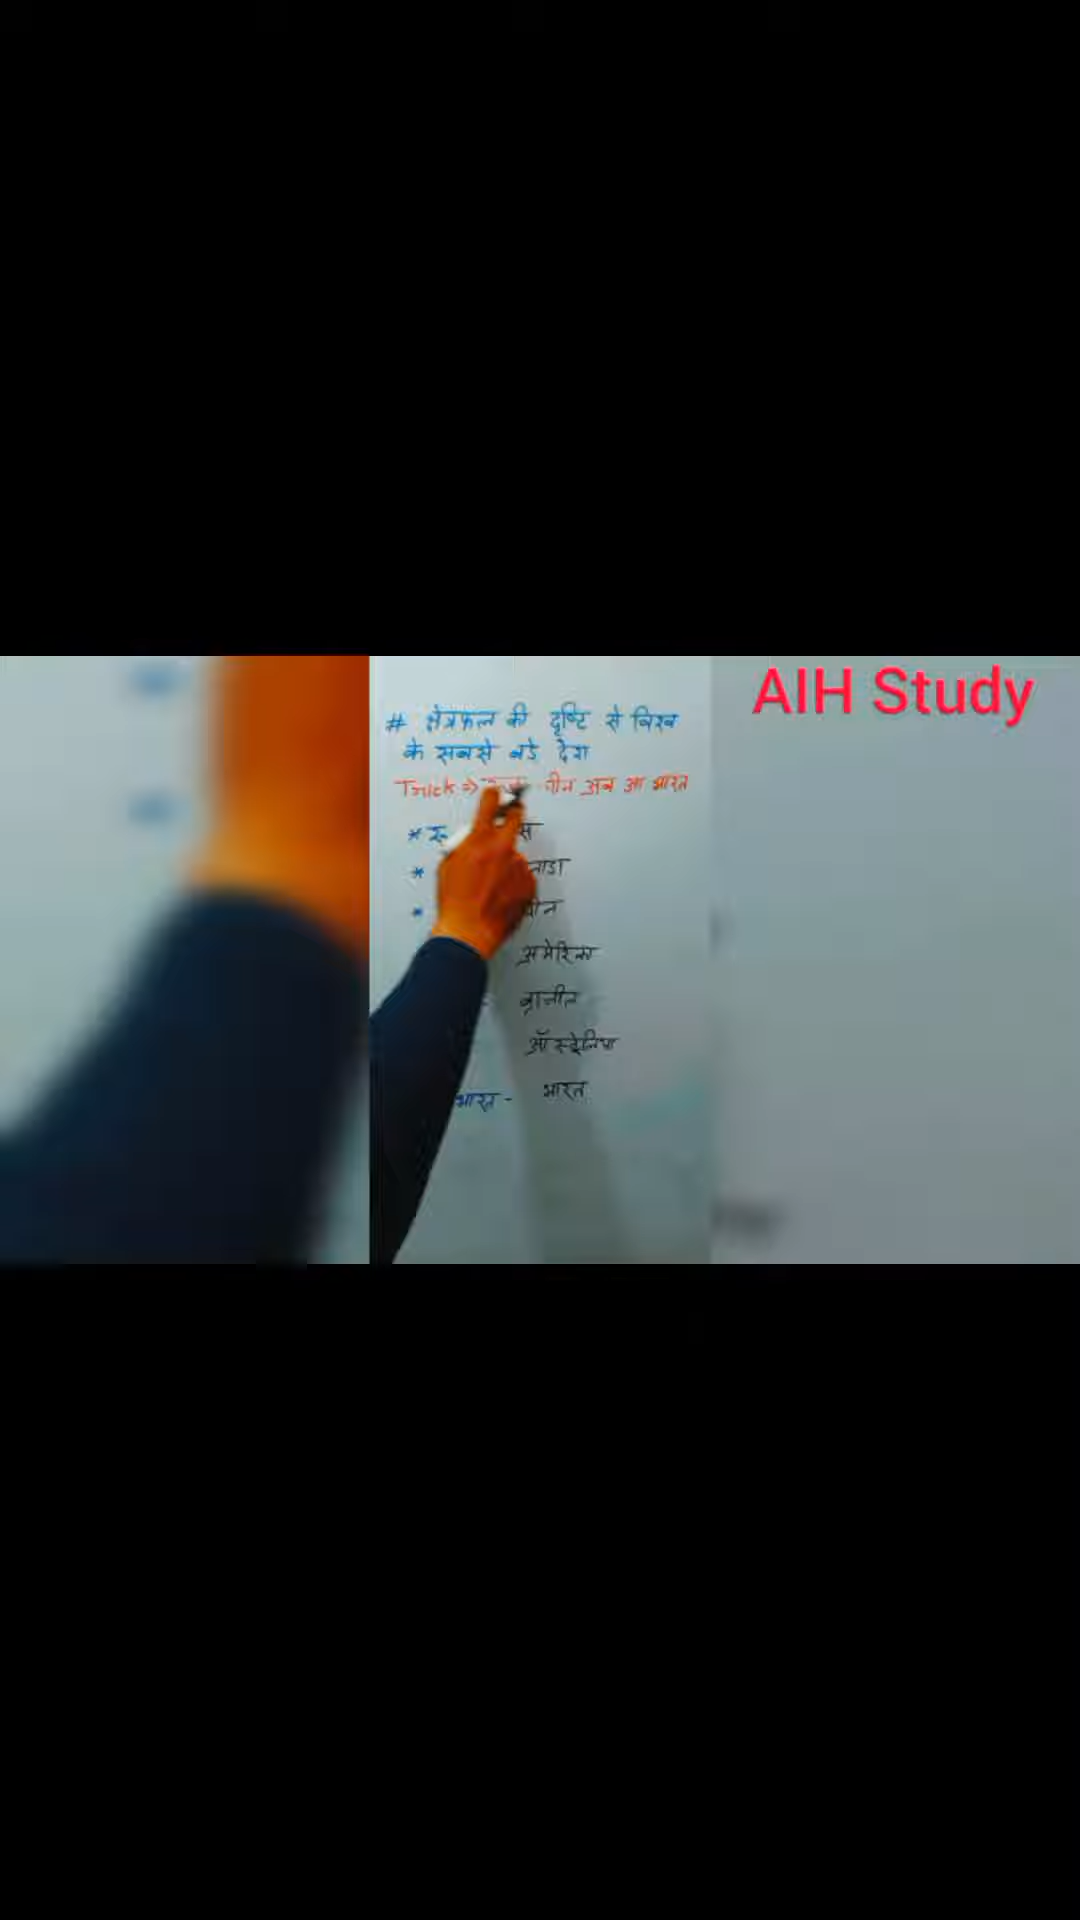 AIH Study
# क्षेत्रफल की दृष्टि से विश्व
के सबसे बडे देश
Trick ⇒ चीन अब आ भारत
* रू स
* नाडा
* चीन
अमेरिका
ब्राजील
ऑस्ट्रेलिया
भारत - भारत